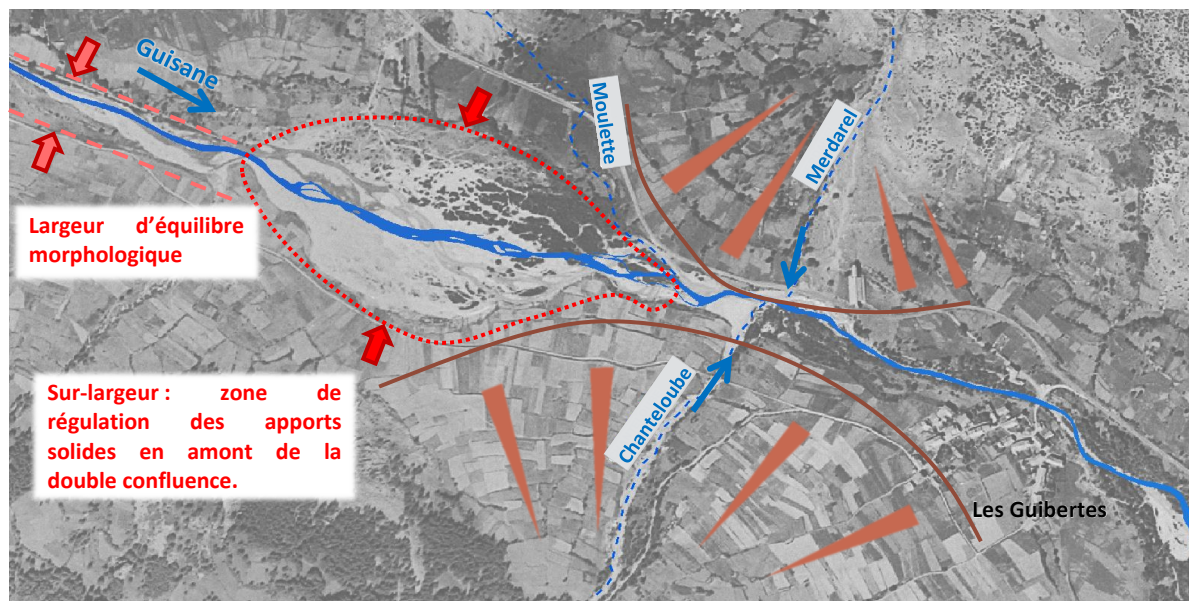 Guisane
Moulette
Merdarel
Largeur d'équilibre
morphologique
Sur-largeur : zone de
régulation des apports
solides en amont de la
double confluence.
Chanteloube
Les Guibertes